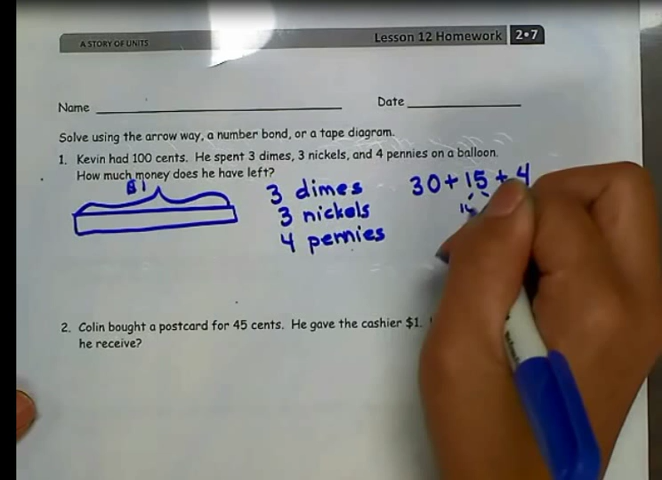 A STORY OF UNITS
Lesson 12 Homework 2•7
Name
Date
Solve using the arrow way, a number bond, or a tape diagram.
1. Kevin had 100 cents. He spent 3 dimes, 3 nickels, and 4 pennies on a balloon.
How much money does he have left?
$1
3 dimes
3 nickels
4 pennies
30+15+4
2. Colin bought a postcard for 45 cents. He gave the cashier $1.
he receive?